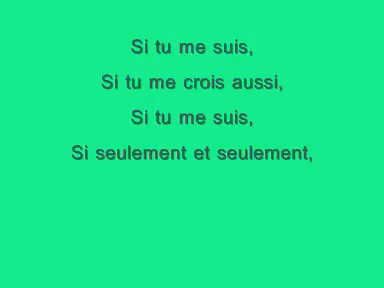 Si tu me suis,
Si tu me crois aussi,
Si tu me suis,
Si seulement et seulement,